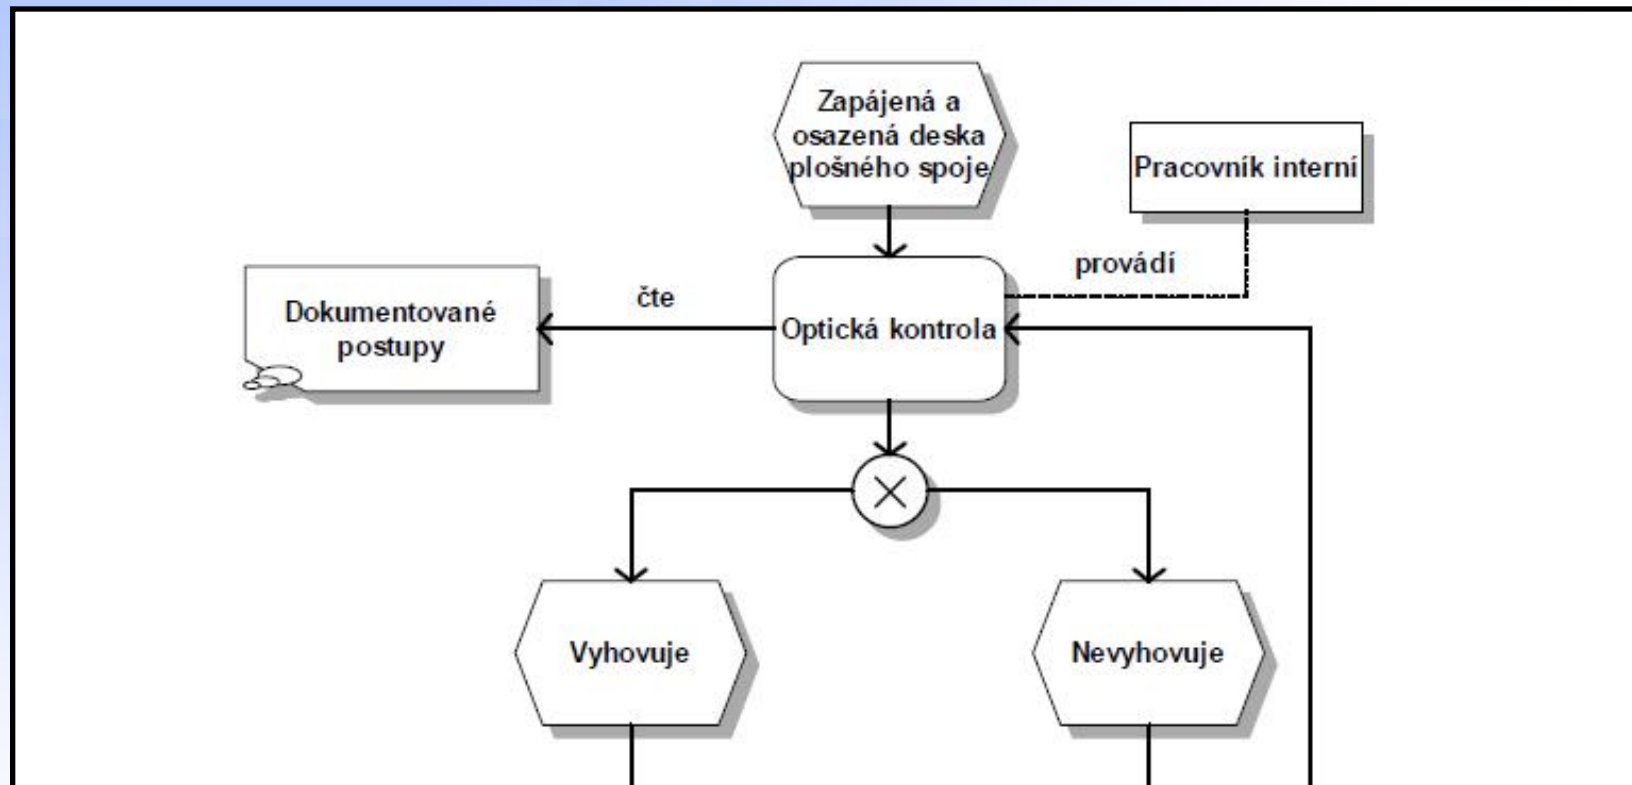 Zapájená a
osazená deska
plošného spoje
Pracovník interní
provádí
čte
Dokumentované
postupy
Optická kontrola
Vyhovuje
Nevyhovuje